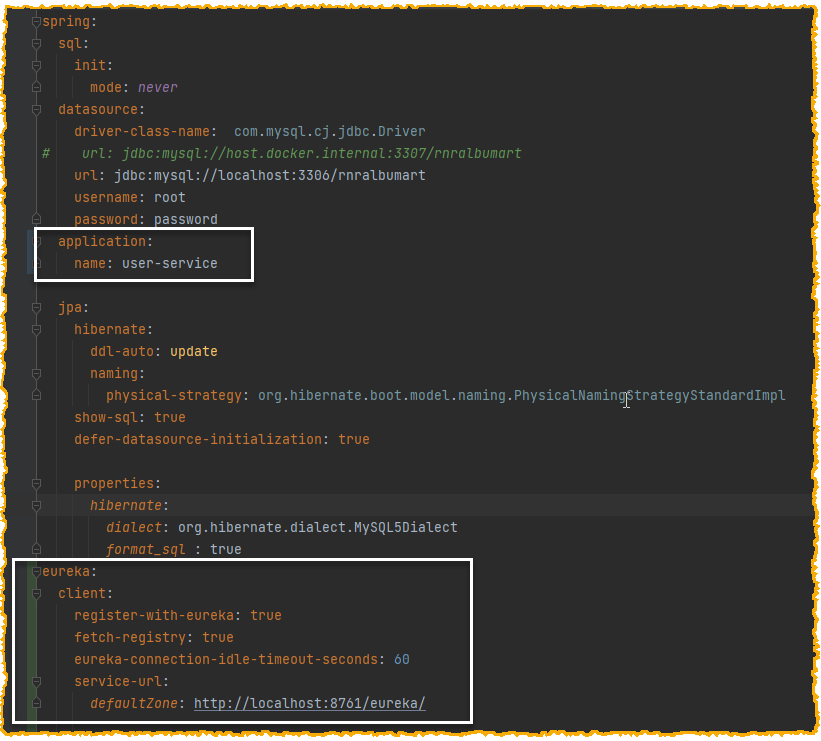 spring:
  sql:
    init:
      mode: never
  datasource:
    driver-class-name:  com.mysql.cj.jdbc.Driver
#    url: jdbc:mysql://host.docker.internal:3307/rnralbumart
    url: jdbc:mysql://localhost:3306/rnralbumart
    username: root
    password: password
  application:
    name: user-service
  jpa:
    hibernate:
      ddl-auto: update
      naming:
        physical-strategy: org.hibernate.boot.model.naming.PhysicalNamingStrategyStandardImpl
    show-sql: true
    defer-datasource-initialization: true
    properties:
      hibernate:
        dialect: org.hibernate.dialect.MySQL5Dialect
        format_sql : true
eureka:
  client:
    register-with-eureka: true
    fetch-registry: true
    eureka-connection-idle-timeout-seconds: 60
    service-url:
      defaultZone: http://localhost:8761/eureka/